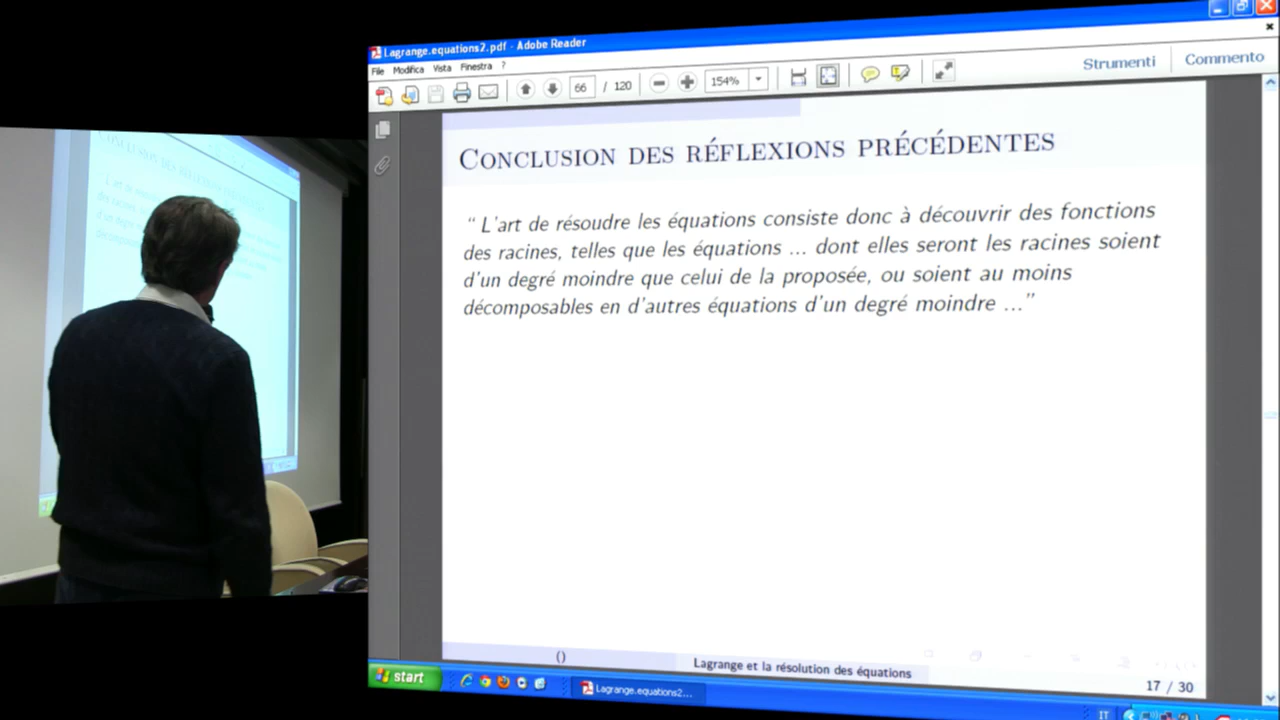 Lagrange.equations2.pdf - Adobe Reader
File Modifica Vista Finestra ?
66 / 120 154% Strumenti Commento
CONCLUSION DES RÉFLEXIONS PRÉCÉDENTES
“ L'art de résoudre les équations consiste donc à découvrir des fonctions
des racines, telles que les équations ... dont elles seront les racines soient
d'un degré moindre que celui de la proposée, ou soient au moins
décomposables en d'autres équations d'un degré moindre ...”
()
Lagrange et la résolution des équations
17 / 30
start
Lagrange.equations2...
IT